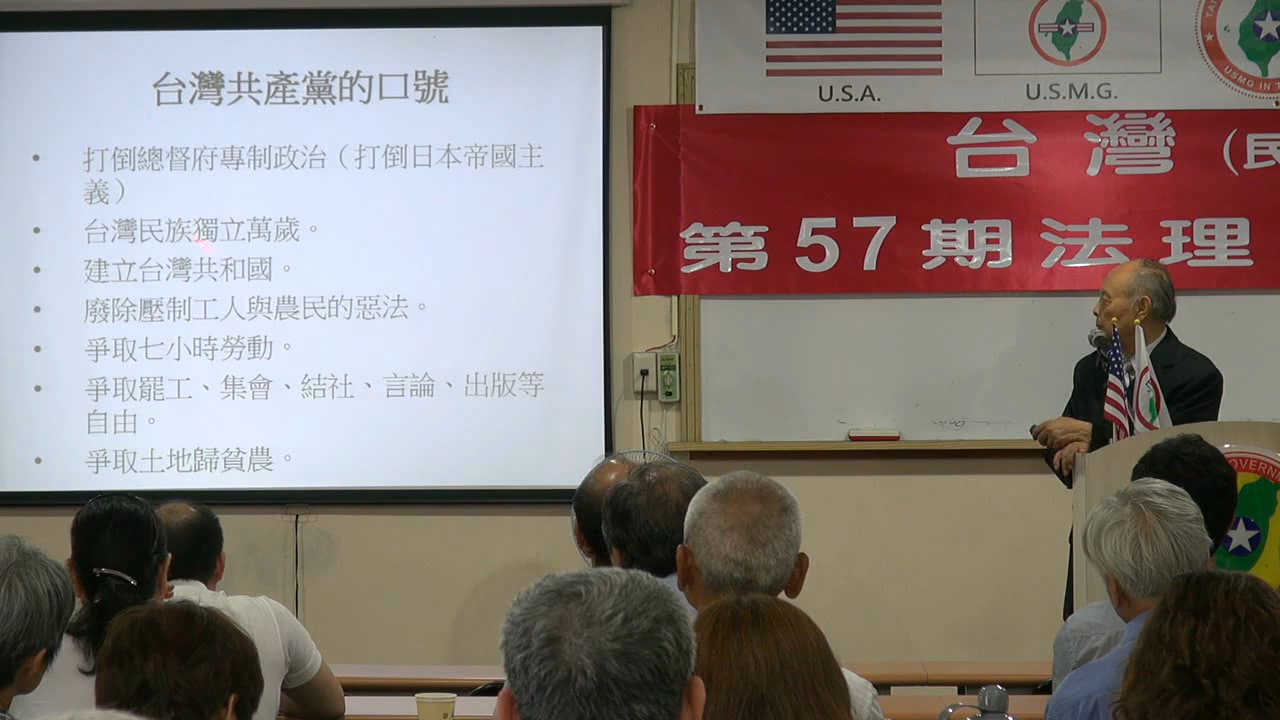 台灣共產黨的口號
• 打倒總督府專制政治（打倒日本帝國主
義）
• 台灣民族獨立萬歲。
• 建立台灣共和國。
• 廢除壓制工人與農民的惡法。
• 爭取七小時勞動。
• 爭取罷工、集會、結社、言論、出版等
自由。
• 爭取土地歸貧農。
U.S.A.
U.S.M.G.
USMG IN T
台灣（民
第57期法理
GOVERN